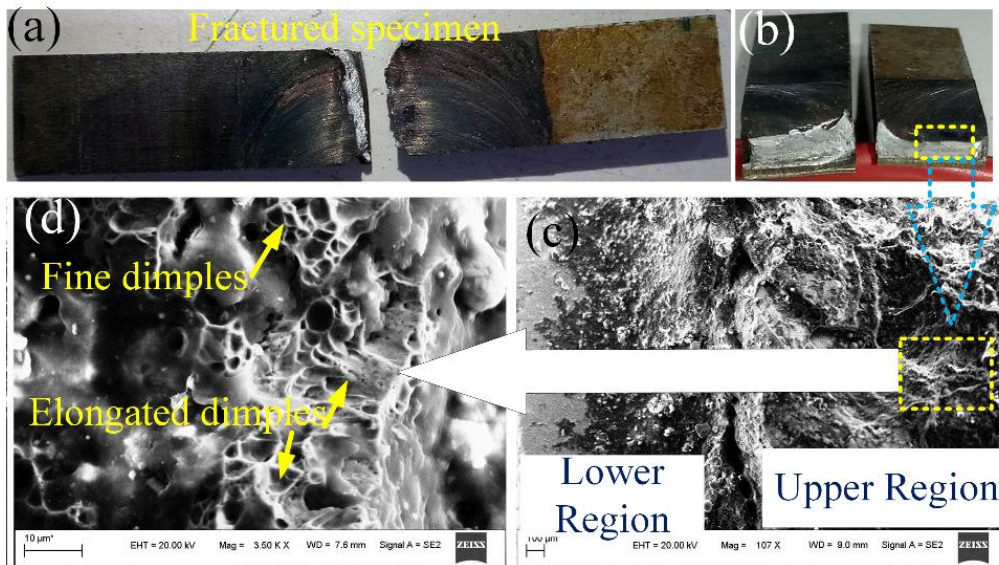 (a)
Fractured specimen
(b)
(d)
Fine dimples
Elongated dimples
10 µm*
EHT = 20.00 kV
Mag = 3.50 K X
WD = 7.6 mm
Signal A = SE2
ZEISS
(c)
Lower
Region
Upper Region
100 µm
EHT = 20.00 kV
Mag = 107 X
WD = 9.0 mm
Signal A = SE2
ZEISS